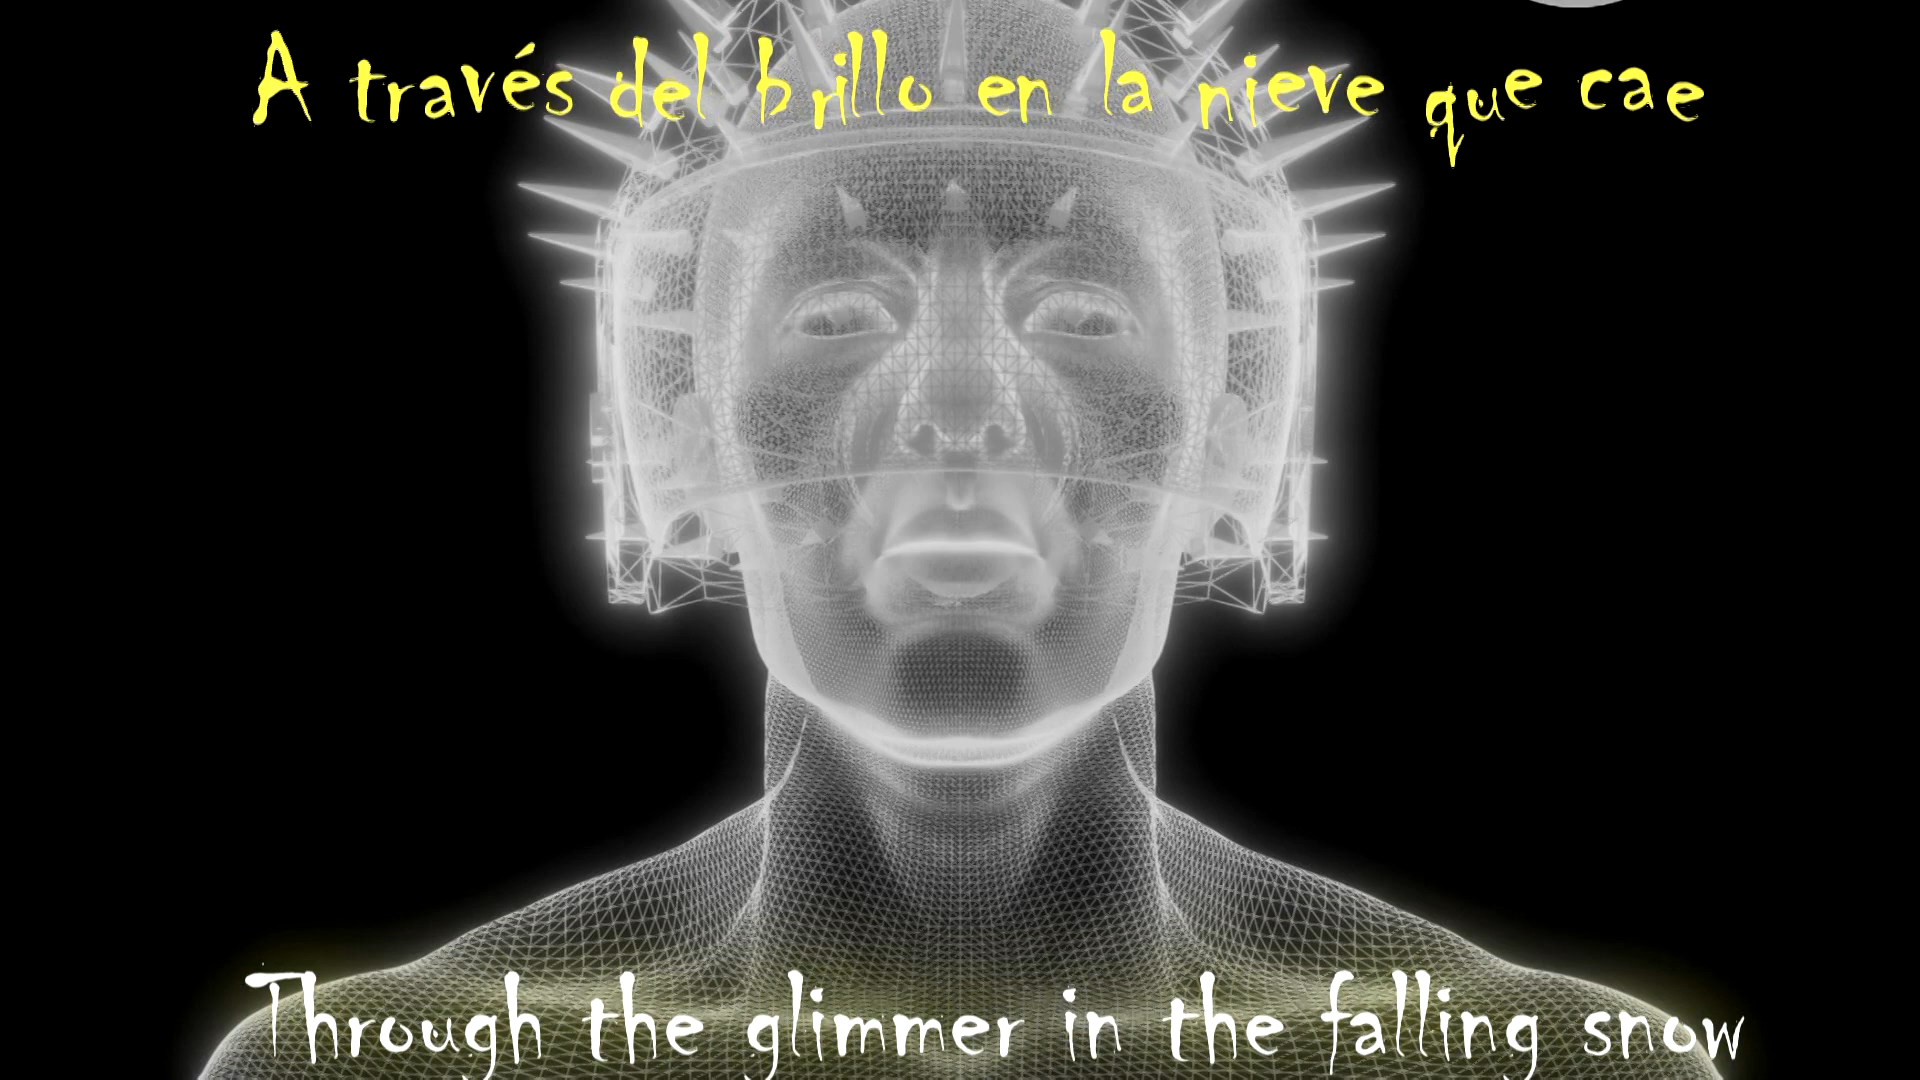 A través del brillo en la nieve que cae
Through the glimmer in the falling snow